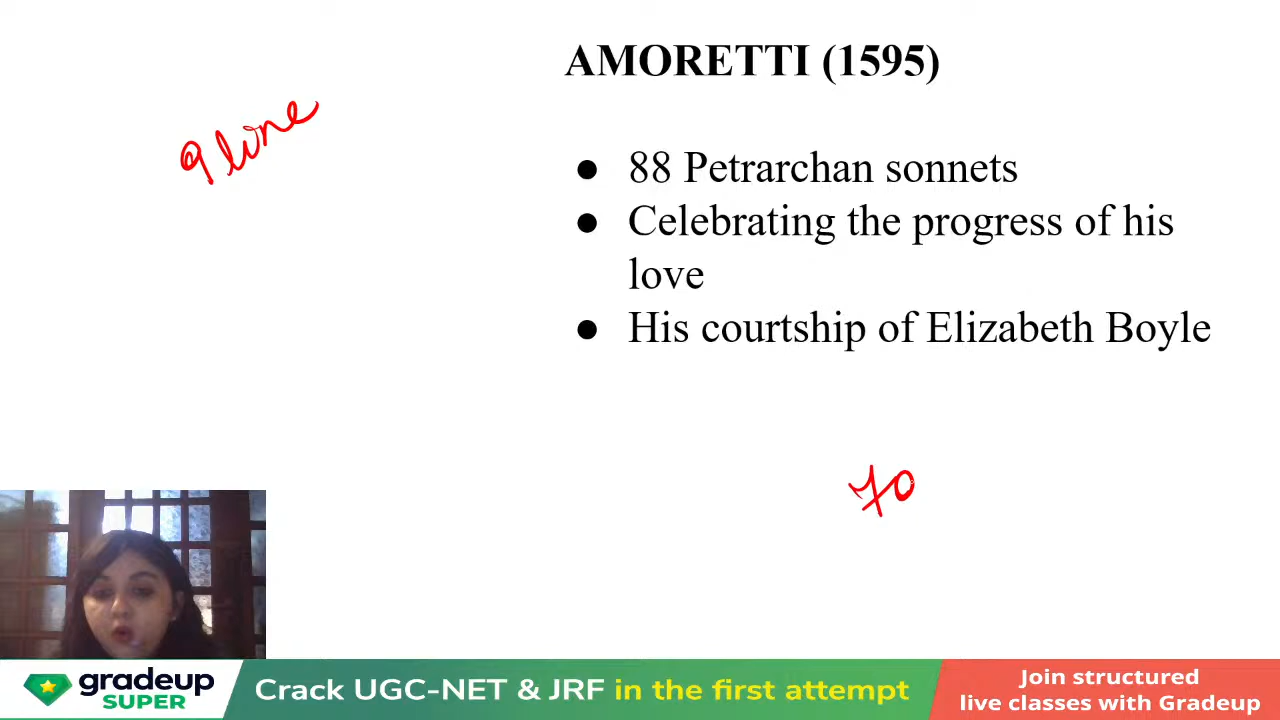 AMORETTI (1595)
9 line
● 88 Petrarchan sonnets
● Celebrating the progress of his
love
● His courtship of Elizabeth Boyle
70
gradeup
SUPER
Crack UGC-NET & JRF in the first attempt
Join structured
live classes with Gradeup